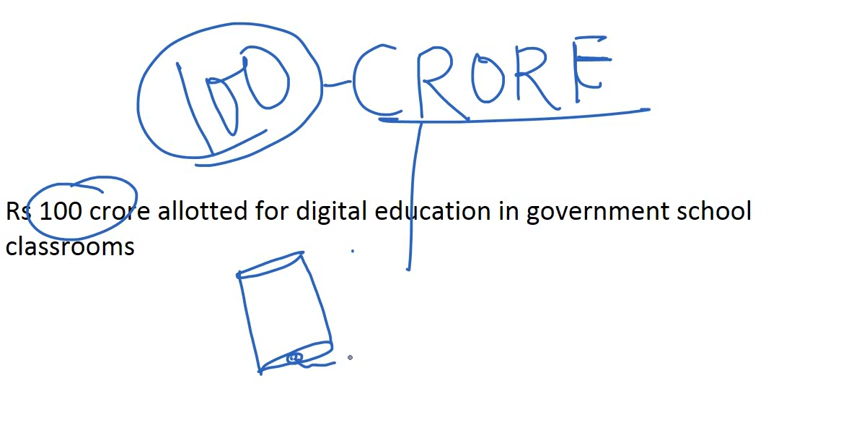 100 - CRORE
Rs 100 crore allotted for digital education in government school
classrooms